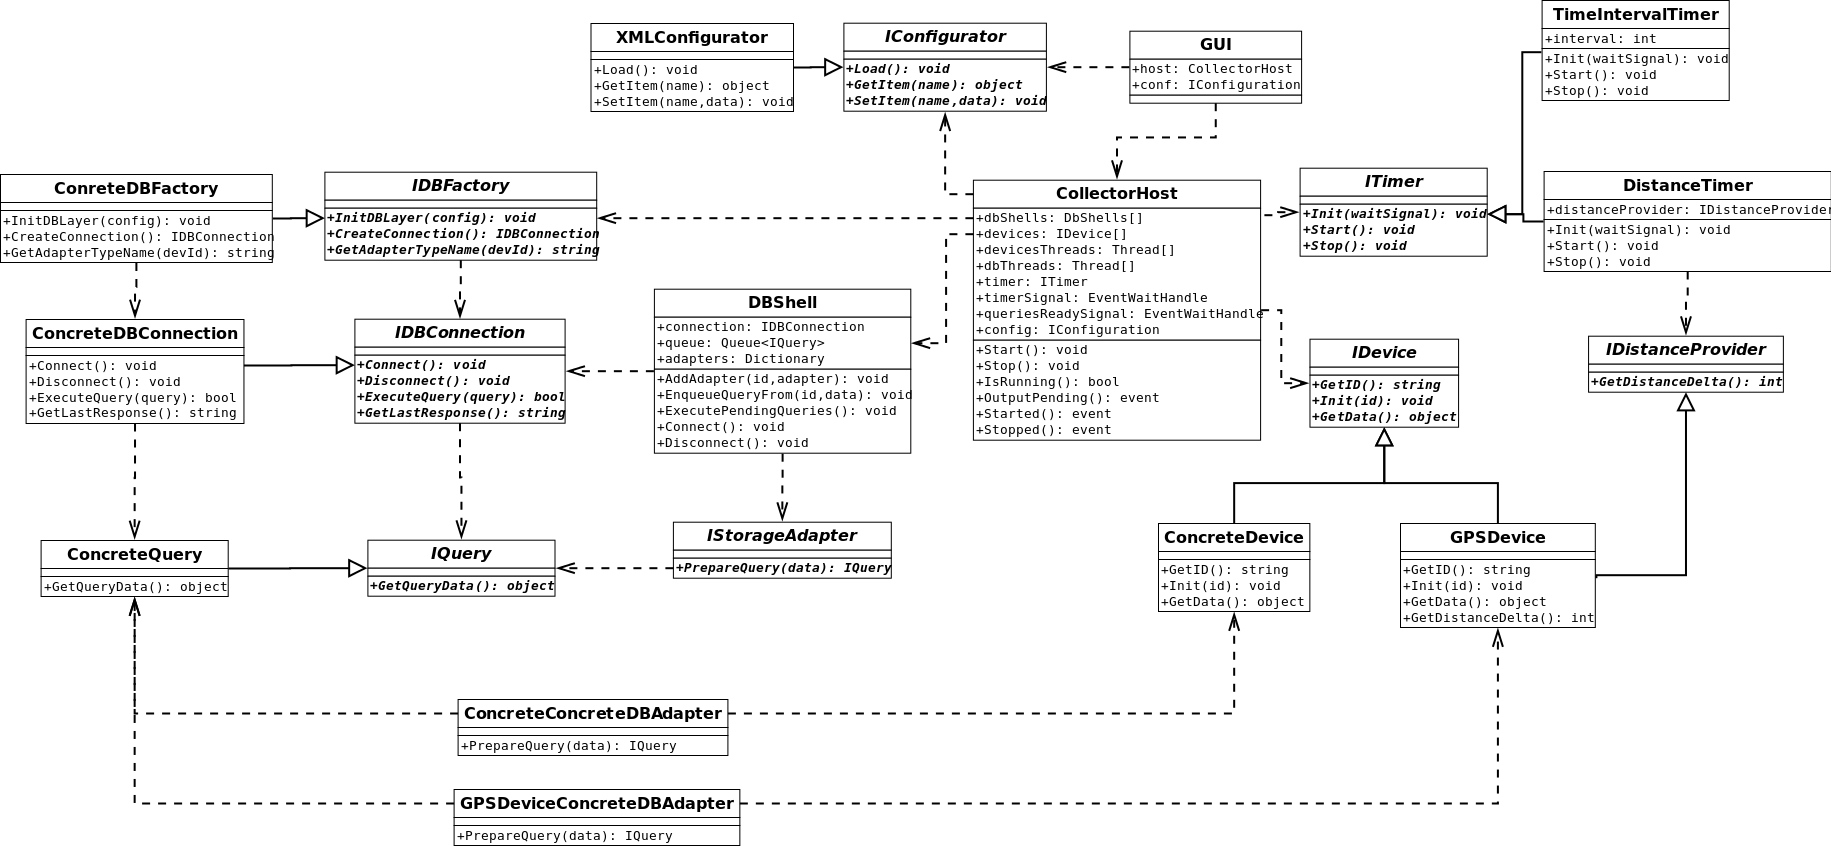 XMLConfigurator
+Load(): void
+GetItem(name): object
+SetItem(name,data): void
IConfigurator
+Load(): void
+GetItem(name): object
+SetItem(name,data): void
GUI
+host: CollectorHost
+conf: IConfiguration
TimeIntervalTimer
+interval: int
+Init(waitSignal): void
+Start(): void
+Stop(): void
ConreteDBFactory
+InitDBLayer(config): void
+CreateConnection(): IDBConnection
+GetAdapterTypeName(devId): string
IDBFactory
+InitDBLayer(config): void
+CreateConnection(): IDBConnection
+GetAdapterTypeName(devId): string
CollectorHost
+dbShells: DbShells[]
+devices: IDevice[]
+devicesThreads: Thread[]
+dbThreads: Thread[]
+timer: ITimer
+timerSignal: EventWaitHandle
+queriesReadySignal: EventWaitHandle
+config: IConfiguration
+Start(): void
+Stop(): void
+IsRunning(): bool
+OutputPending(): event
+Started(): event
+Stopped(): event
ITimer
+Init(waitSignal): void
+Start(): void
+Stop(): void
DistanceTimer
+distanceProvider: IDistanceProvider
+Init(waitSignal): void
+Start(): void
+Stop(): void
ConcreteDBConnection
+Connect(): void
+Disconnect(): void
+ExecuteQuery(query): bool
+GetLastResponse(): string
IDBConnection
+Connect(): void
+Disconnect(): void
+ExecuteQuery(query): bool
+GetLastResponse(): string
DBShell
+connection: IDBConnection
+queue: Queue<IQuery>
+adapters: Dictionary
+AddAdapter(id,adapter): void
+EnqueueQueryFrom(id,data): void
+ExecutePendingQueries(): void
+Connect(): void
+Disconnect(): void
IDevice
+GetID(): string
+Init(id): void
+GetData(): object
IDistanceProvider
+GetDistanceDelta(): int
ConcreteQuery
+GetQueryData(): object
IQuery
+GetQueryData(): object
IStorageAdapter
+PrepareQuery(data): IQuery
ConcreteDevice
+GetID(): string
+Init(id): void
+GetData(): object
GPSDevice
+GetID(): string
+Init(id): void
+GetData(): object
+GetDistanceDelta(): int
ConcreteConcreteDBAdapter
+PrepareQuery(data): IQuery
GPSDeviceConcreteDBAdapter
+PrepareQuery(data): IQuery